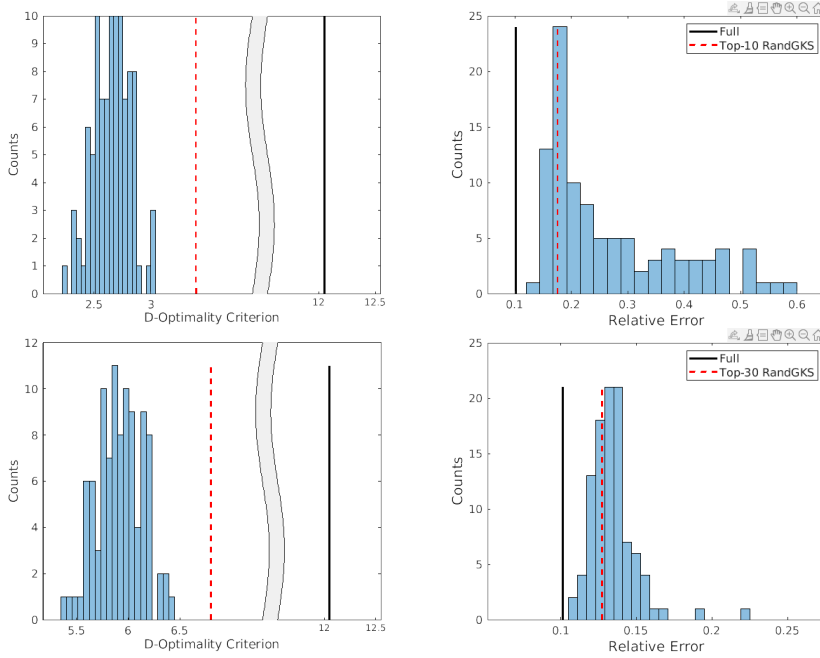 10
9
8
7
6
5
4
3
2
1
0
Counts
2.5 3 12 12.5
D-Optimality Criterion
25
20
15
10
5
0
Counts
Full
Top-10 RandGKS
0.1 0.2 0.3 0.4 0.5 0.6
Relative Error
12
10
8
6
4
2
0
Counts
5.5 6 6.5 12 12.5
D-Optimality Criterion
25
20
15
10
5
0
Counts
Full
Top-30 RandGKS
0.1 0.15 0.2 0.25
Relative Error